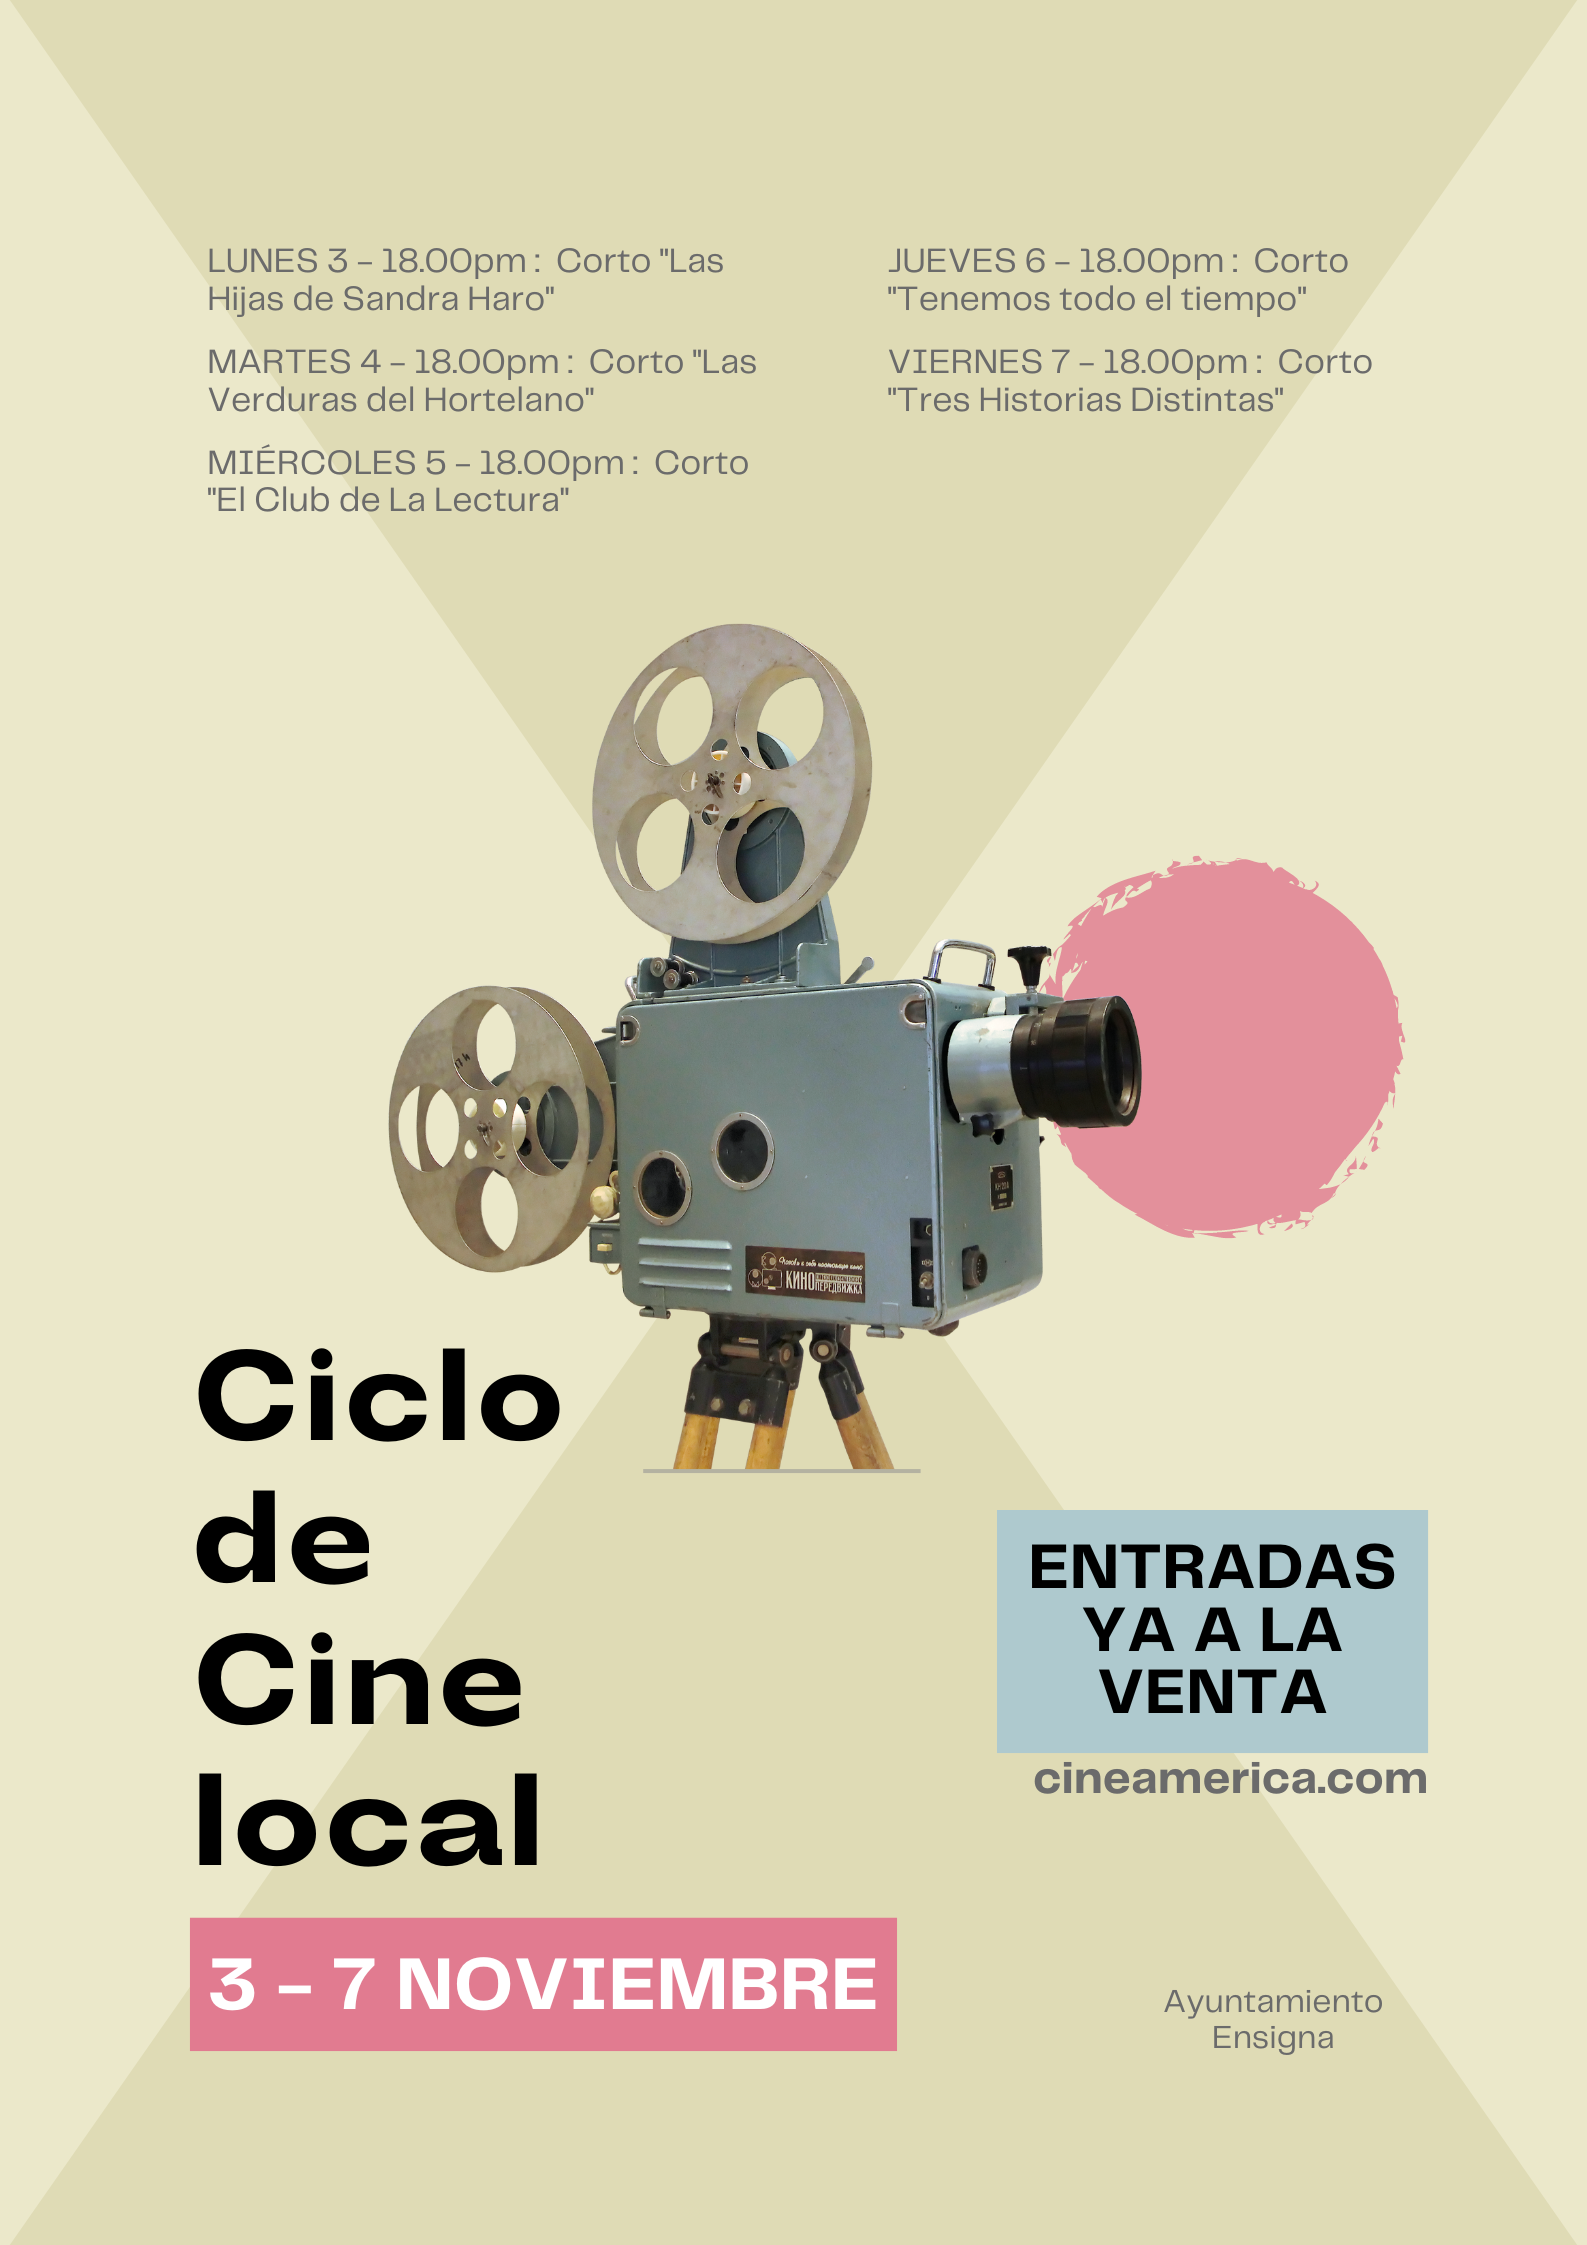 LUNES 3 - 18.00pm :  Corto "Las
Hijas de Sandra Haro"
MARTES 4 - 18.00pm :  Corto "Las
Verduras del Hortelano"
MIÉRCOLES 5 - 18.00pm :  Corto
"El Club de La Lectura"
JUEVES 6 - 18.00pm :  Corto
"Tenemos todo el tiempo"
VIERNES 7 - 18.00pm :  Corto
"Tres Historias Distintas"
КИНО
ПЕРЕДВИЖКА
Ciclo
de
Cine
local
3 - 7 NOVIEMBRE
ENTRADAS
YA A LA
VENTA
cineamerica.com
Ayuntamiento
Ensigna